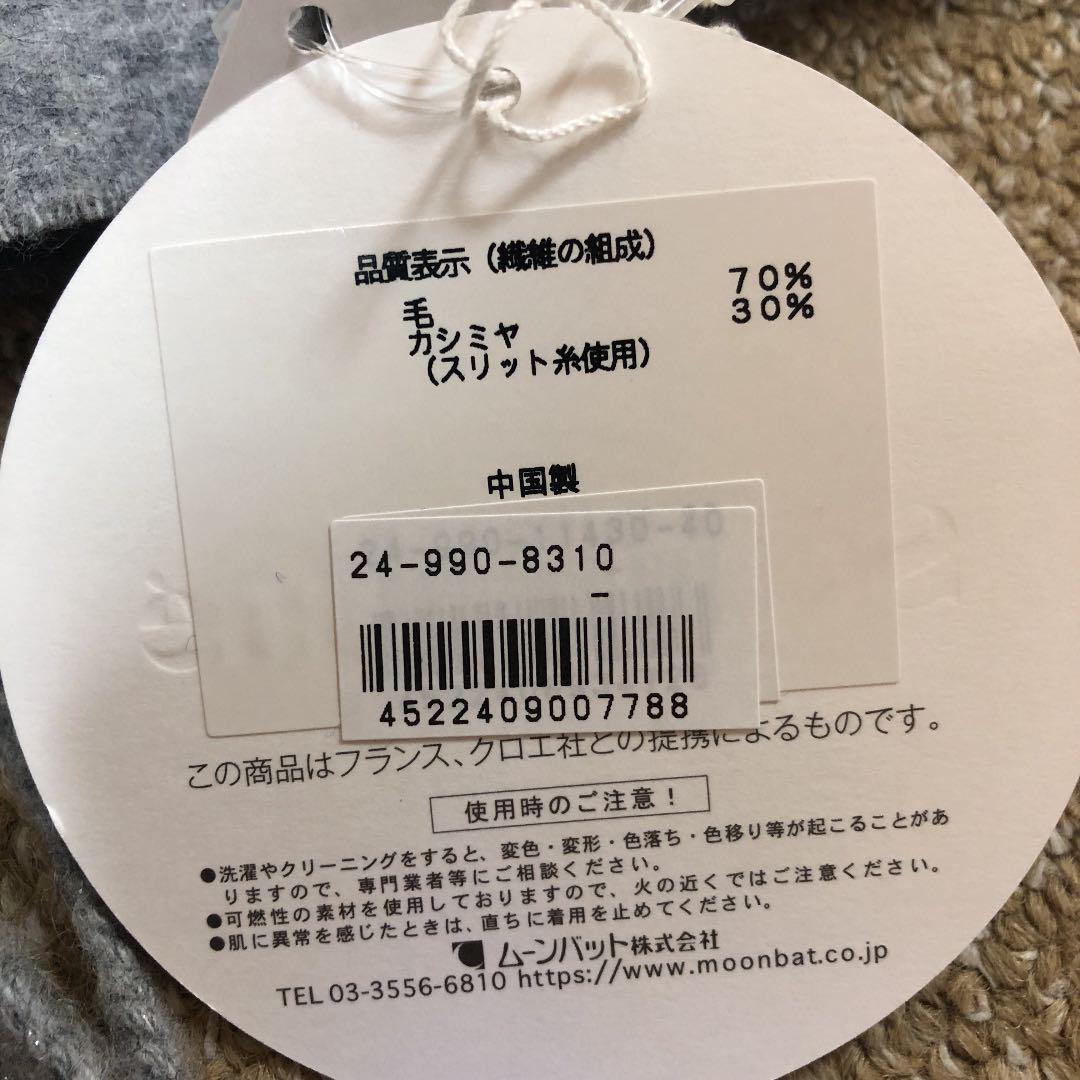 品質表示（繊維の組成）
毛 70%
カシミヤ 30%
（スリット糸使用）
中国製
24-990-8310
-
4522409007788
この商品はフランス、クロエ社との提携によるものです。
使用時のご注意！
●洗濯やクリーニングをすると、変色・変形・色落ち・色移り等が起こることがあ
りますので、専門業者等にご相談ください。
●可燃性の素材を使用しておりますので、火の近くではご注意ください。
●肌に異常を感じたときは、直ちに着用を止めてください。
ムーンバット株式会社
TEL 03-3556-6810 https://www.moonbat.co.jp